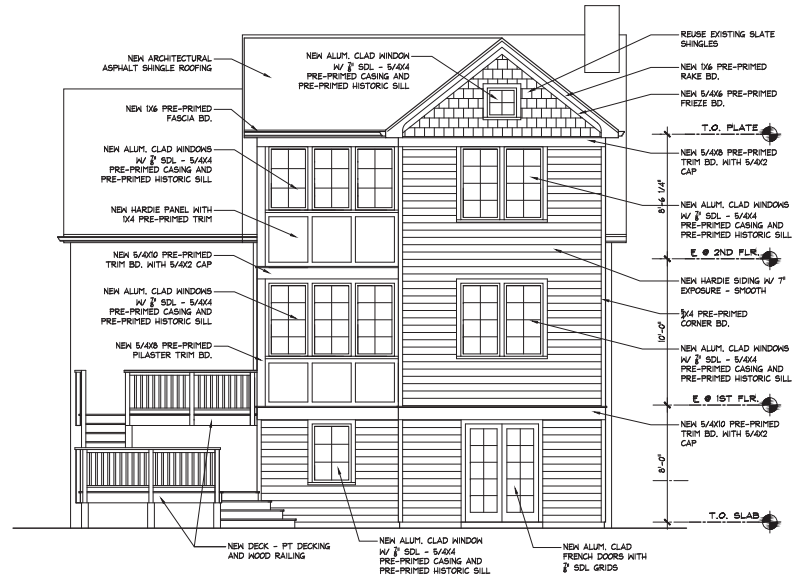 NEW ARCHITECTURAL
ASPHALT SHINGLE ROOFING
NEW ALUM. CLAD WINDOW
W/ 7/8" SDL - 5/4X4
PRE-PRIMED CASING AND
PRE-PRIMED HISTORIC SILL
REUSE EXISTING SLATE
SHINGLES
NEW 1X6 PRE-PRIMED
RAKE BD.
NEW 5/4X6 PRE-PRIMED
FRIEZE BD.
NEW 1X6 PRE-PRIMED
FASCIA BD.
T.O. PLATE
NEW ALUM. CLAD WINDOWS
W/ 7/8" SDL - 5/4X4
PRE-PRIMED CASING AND
PRE-PRIMED HISTORIC SILL
NEW 5/4X8 PRE-PRIMED
TRIM BD. WITH 5/4X2
CAP
8'-6 1/4"
NEW HARDIE PANEL WITH
1X4 PRE-PRIMED TRIM
NEW ALUM. CLAD WINDOWS
W/ 7/8" SDL - 5/4X4
PRE-PRIMED CASING AND
PRE-PRIMED HISTORIC SILL
NEW 5/4X10 PRE-PRIMED
TRIM BD. WITH 5/4X2 CAP
F @ 2ND FLR.
NEW HARDIE SIDING W/ 7"
EXPOSURE - SMOOTH
NEW ALUM. CLAD WINDOWS
W/ 7/8" SDL - 5/4X4
PRE-PRIMED CASING AND
PRE-PRIMED HISTORIC SILL
5/4X4 PRE-PRIMED
CORNER BD.
10'-0"
NEW 5/4X8 PRE-PRIMED
PILASTER TRIM BD.
NEW ALUM. CLAD WINDOWS
W/ 7/8" SDL - 5/4X4
PRE-PRIMED CASING AND
PRE-PRIMED HISTORIC SILL
F @ 1ST FLR.
NEW 5/4X10 PRE-PRIMED
TRIM BD. WITH 5/4X2
CAP
8'-0"
T.O. SLAB
NEW DECK - PT DECKING
AND WOOD RAILING
NEW ALUM. CLAD WINDOW
W/ 7/8" SDL - 5/4X4
PRE-PRIMED CASING AND
PRE-PRIMED HISTORIC SILL
NEW ALUM. CLAD
FRENCH DOORS WITH
7/8" SDL GRIDS